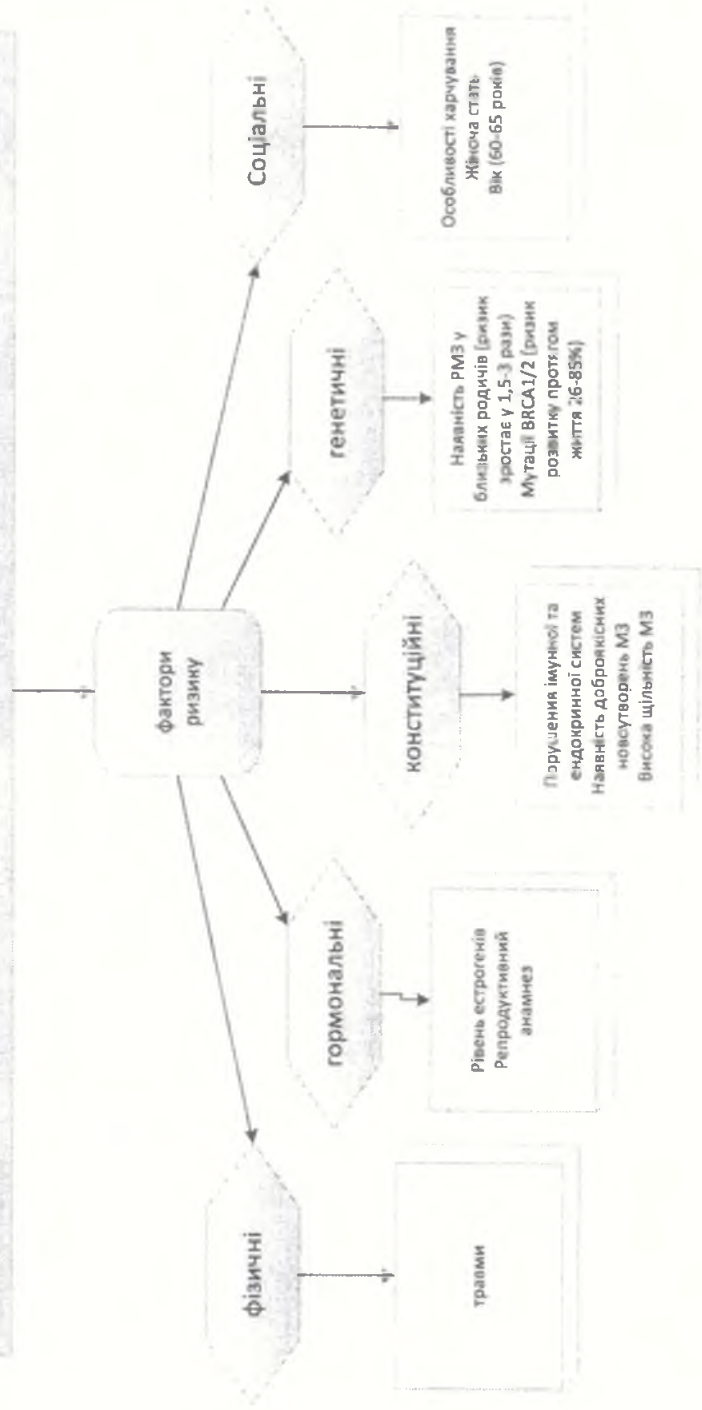 фактори
ризику
фізичні
травми
гормональні
Рівень естрогенів
Репродуктивний
анамнез
конституційні
Порушення імунної та
ендокринної систем
Наявність доброякісних
новоутворень МЗ
Висока щільність МЗ
генетичні
Наявність РМЗ у
близьких родичів (ризик
зростає у 1,5-3 рази)
Мутації BRCA1/2 (ризик
розвитку протягом
життя 26-85%)
Соціальні
Особливості харчування
Жіноча стать
Вік (60-65 років)